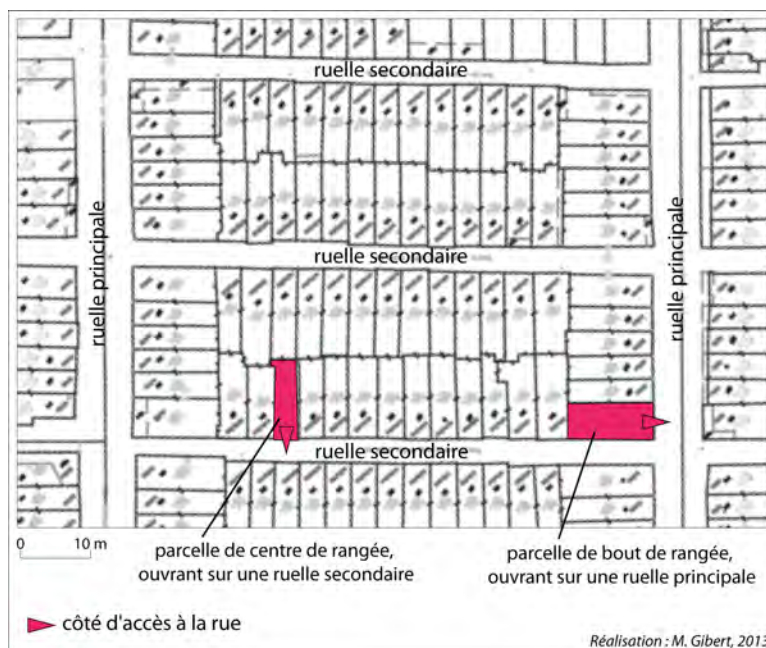 ruelle secondaire
ruelle principale
ruelle principale
ruelle secondaire
ruelle secondaire
0 10 m
parcelle de centre de rangée,
ouvrant sur une ruelle secondaire
parcelle de bout de rangée,
ouvrant sur une ruelle principale
côté d'accès à la rue
Réalisation : M. Gibert, 2013